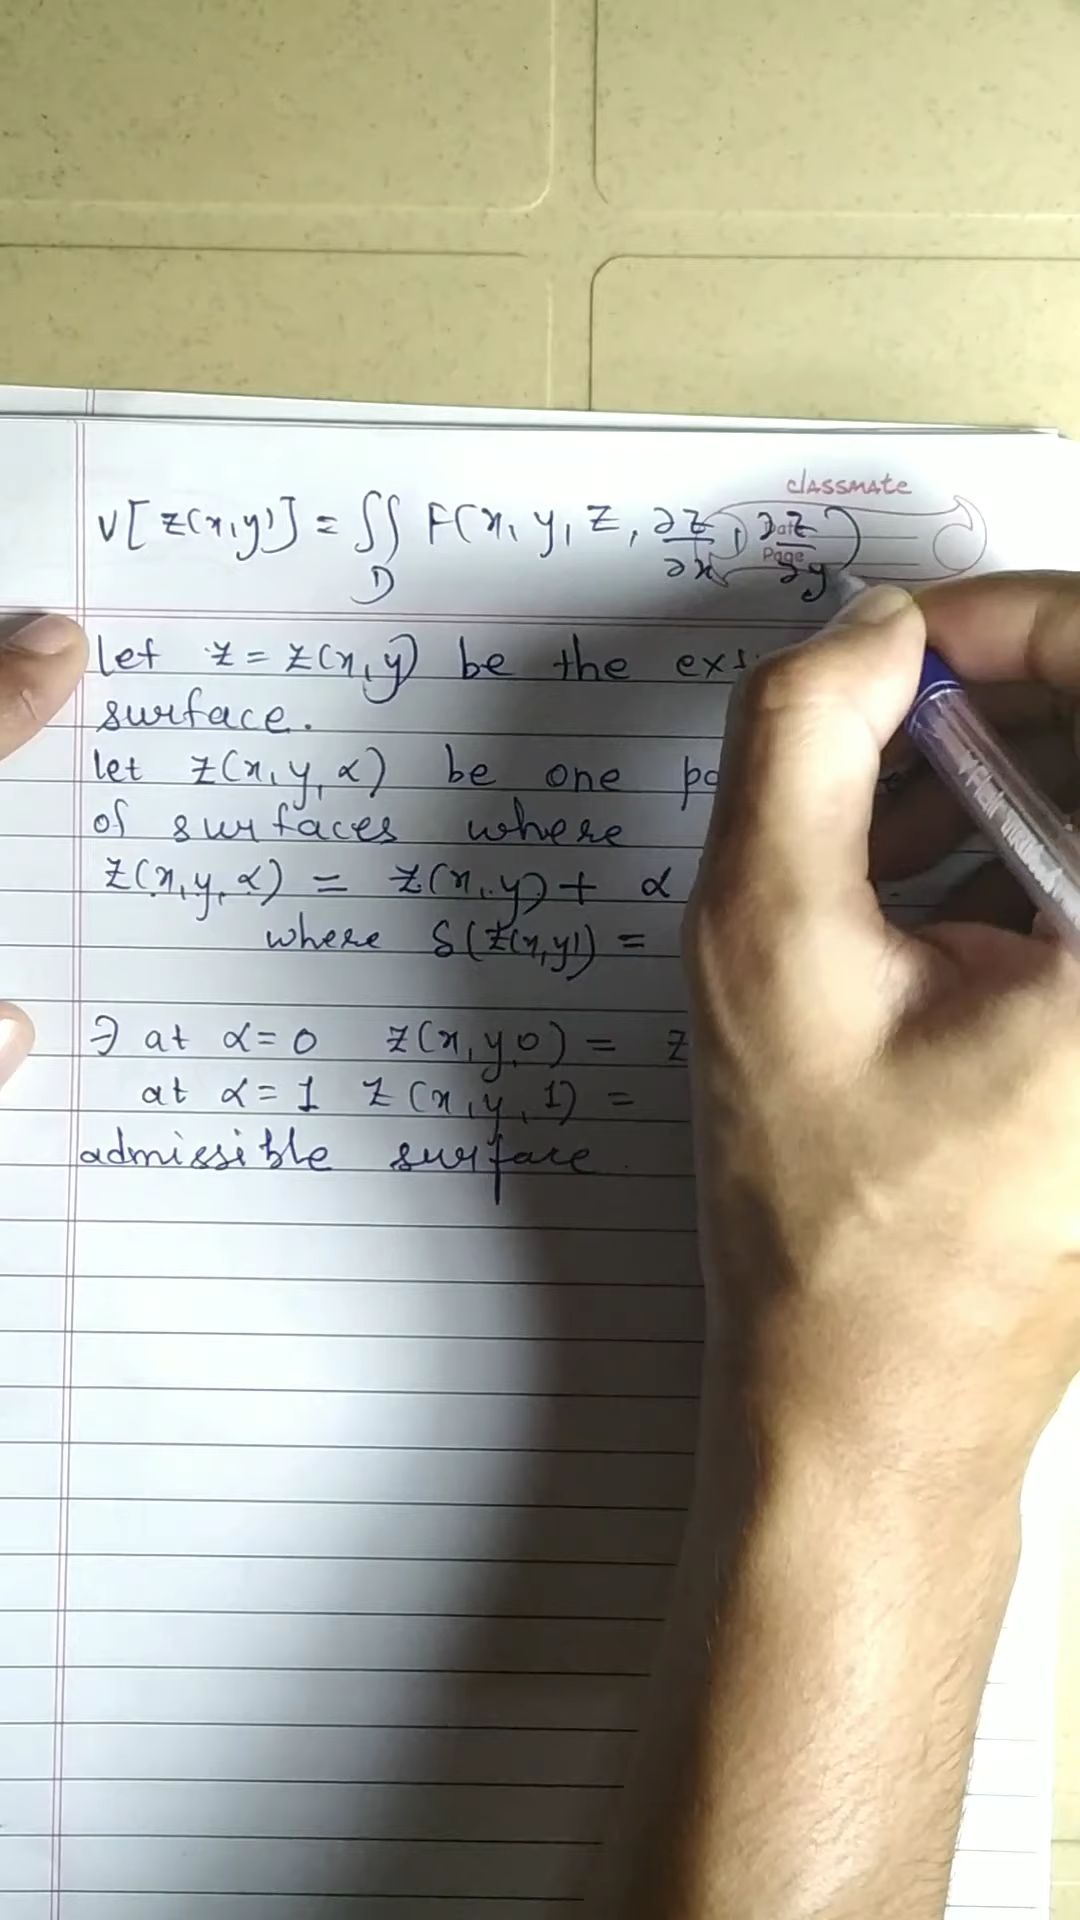 classmate
Date
Page
V[z(x,y)] = ∬_D F(x, y, z, ∂z/∂x, ∂z/∂y)
let z = z(x,y) be the
surface.
let z(x,y,α) be one
of surfaces where
z(x,y,α) = z(x,y) + α
where δ(z(x,y)) =
⇒ at α=0 z(x,y,0) = z
at α=1 z(x,y,1) =
admissible surface.